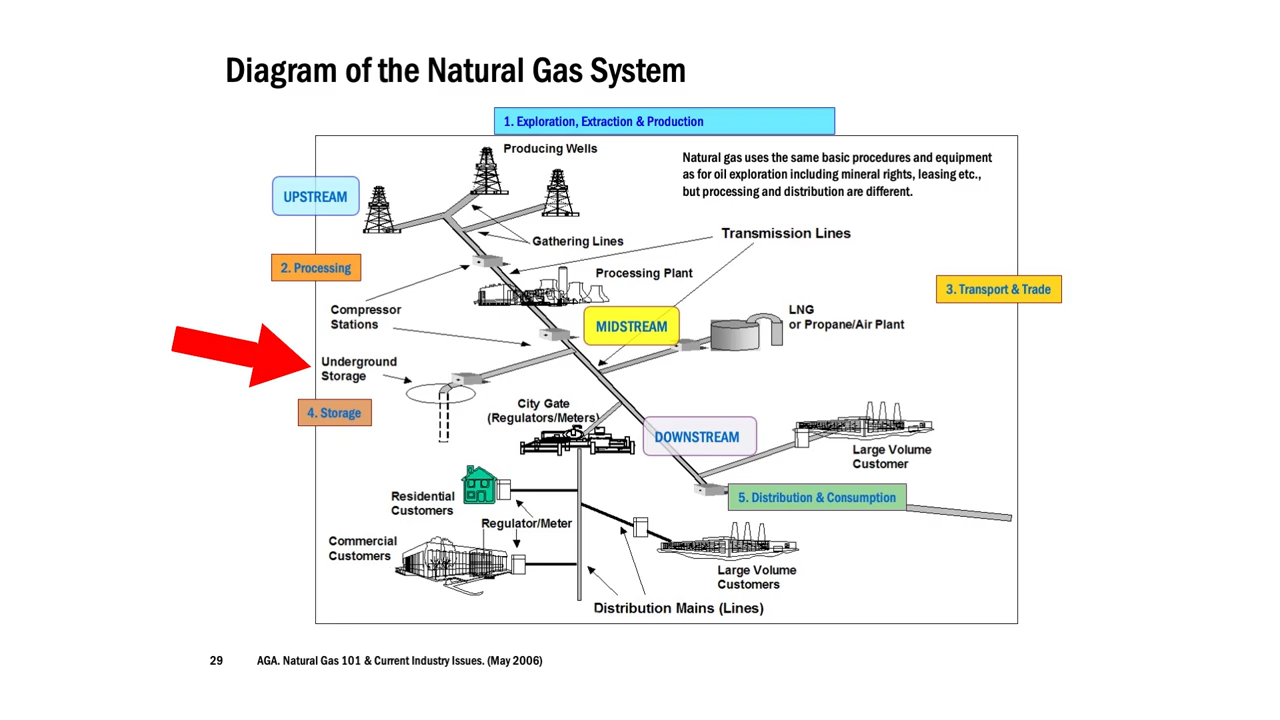 Diagram of the Natural Gas System
1. Exploration, Extraction & Production
Producing Wells
Natural gas uses the same basic procedures and equipment
as for oil exploration including mineral rights, leasing etc.,
but processing and distribution are different.
UPSTREAM
Gathering Lines
Transmission Lines
2. Processing
Processing Plant
3. Transport & Trade
Compressor
Stations
MIDSTREAM
LNG
or Propane/Air Plant
Underground
Storage
4. Storage
City Gate
(Regulators/Meters)
DOWNSTREAM
Large Volume
Customer
5. Distribution & Consumption
Residential
Customers
Regulator/Meter
Commercial
Customers
Large Volume
Customers
Distribution Mains (Lines)
29 AGA. Natural Gas 101 & Current Industry Issues. (May 2006)